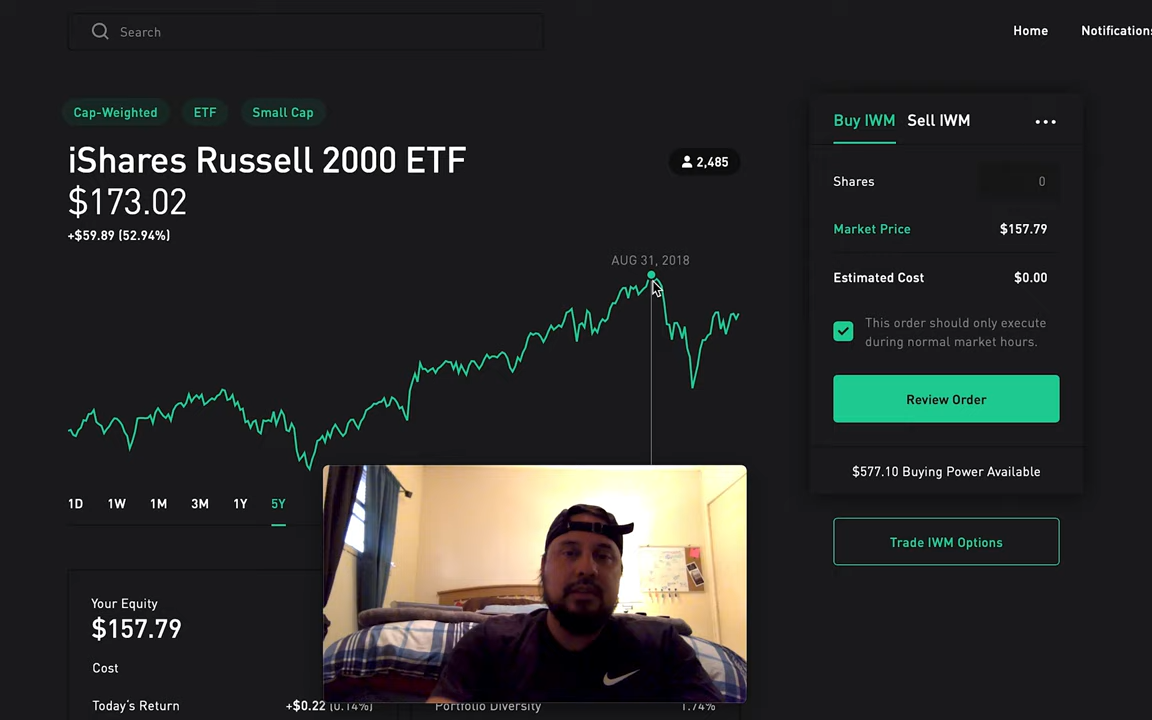 Search
Home
Notifications
Cap-Weighted
ETF
Small Cap
iShares Russell 2000 ETF
2,485
$173.02
+$59.89 (52.94%)
AUG 31, 2018
1D
1W
1M
3M
1Y
5Y
Your Equity
$157.79
Cost
Today's Return
+$0.22 (0.14%)
Portfolio Diversity
1.74%
Buy IWM
Sell IWM
Shares
0
Market Price
$157.79
Estimated Cost
$0.00
This order should only execute
during normal market hours.
Review Order
$577.10 Buying Power Available
Trade IWM Options